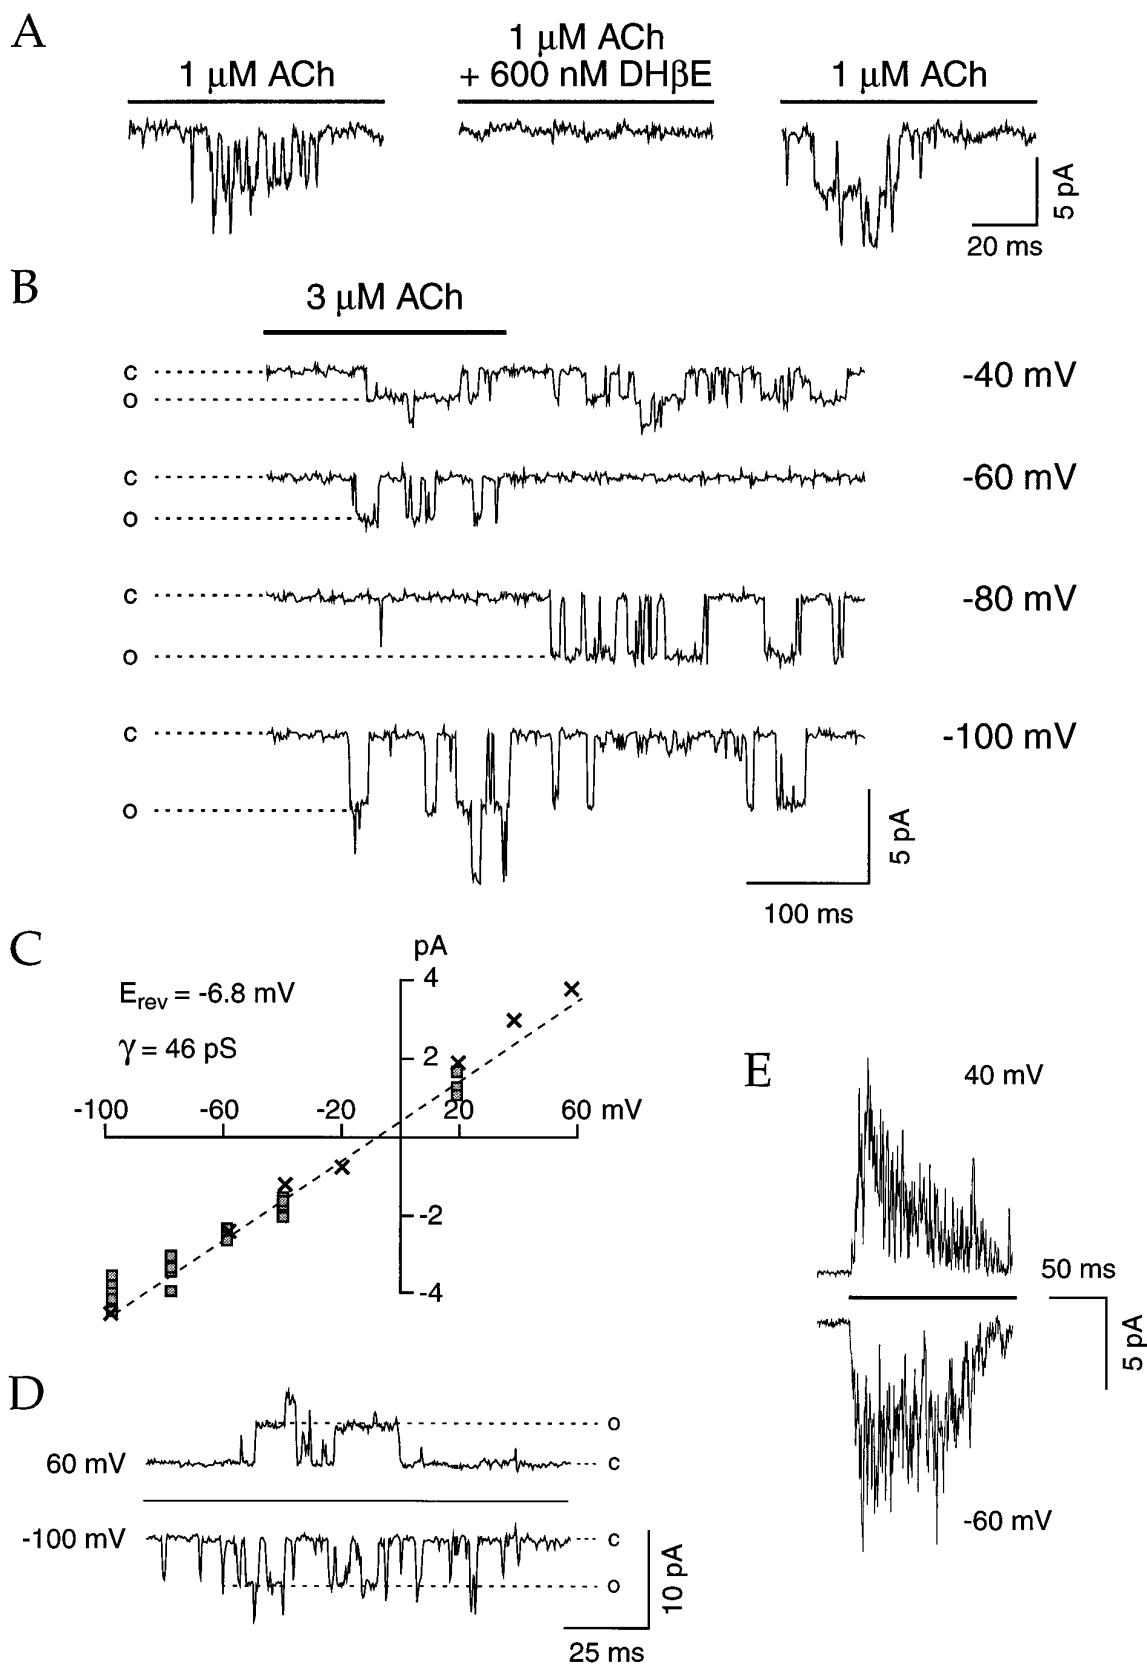 A
1 μM ACh
1 μM ACh
+ 600 nM DHβE
1 μM ACh
5 pA
20 ms
B
3 μM ACh
c
o
-40 mV
c
o
-60 mV
c
o
-80 mV
c
o
-100 mV
5 pA
100 ms
C
pA
Erev = -6.8 mV
γ = 46 pS
4
2
-100 -60 -20 20 60 mV
-2
-4
D
o
60 mV c
-100 mV c
o
10 pA
25 ms
E
40 mV
50 ms
5 pA
-60 mV